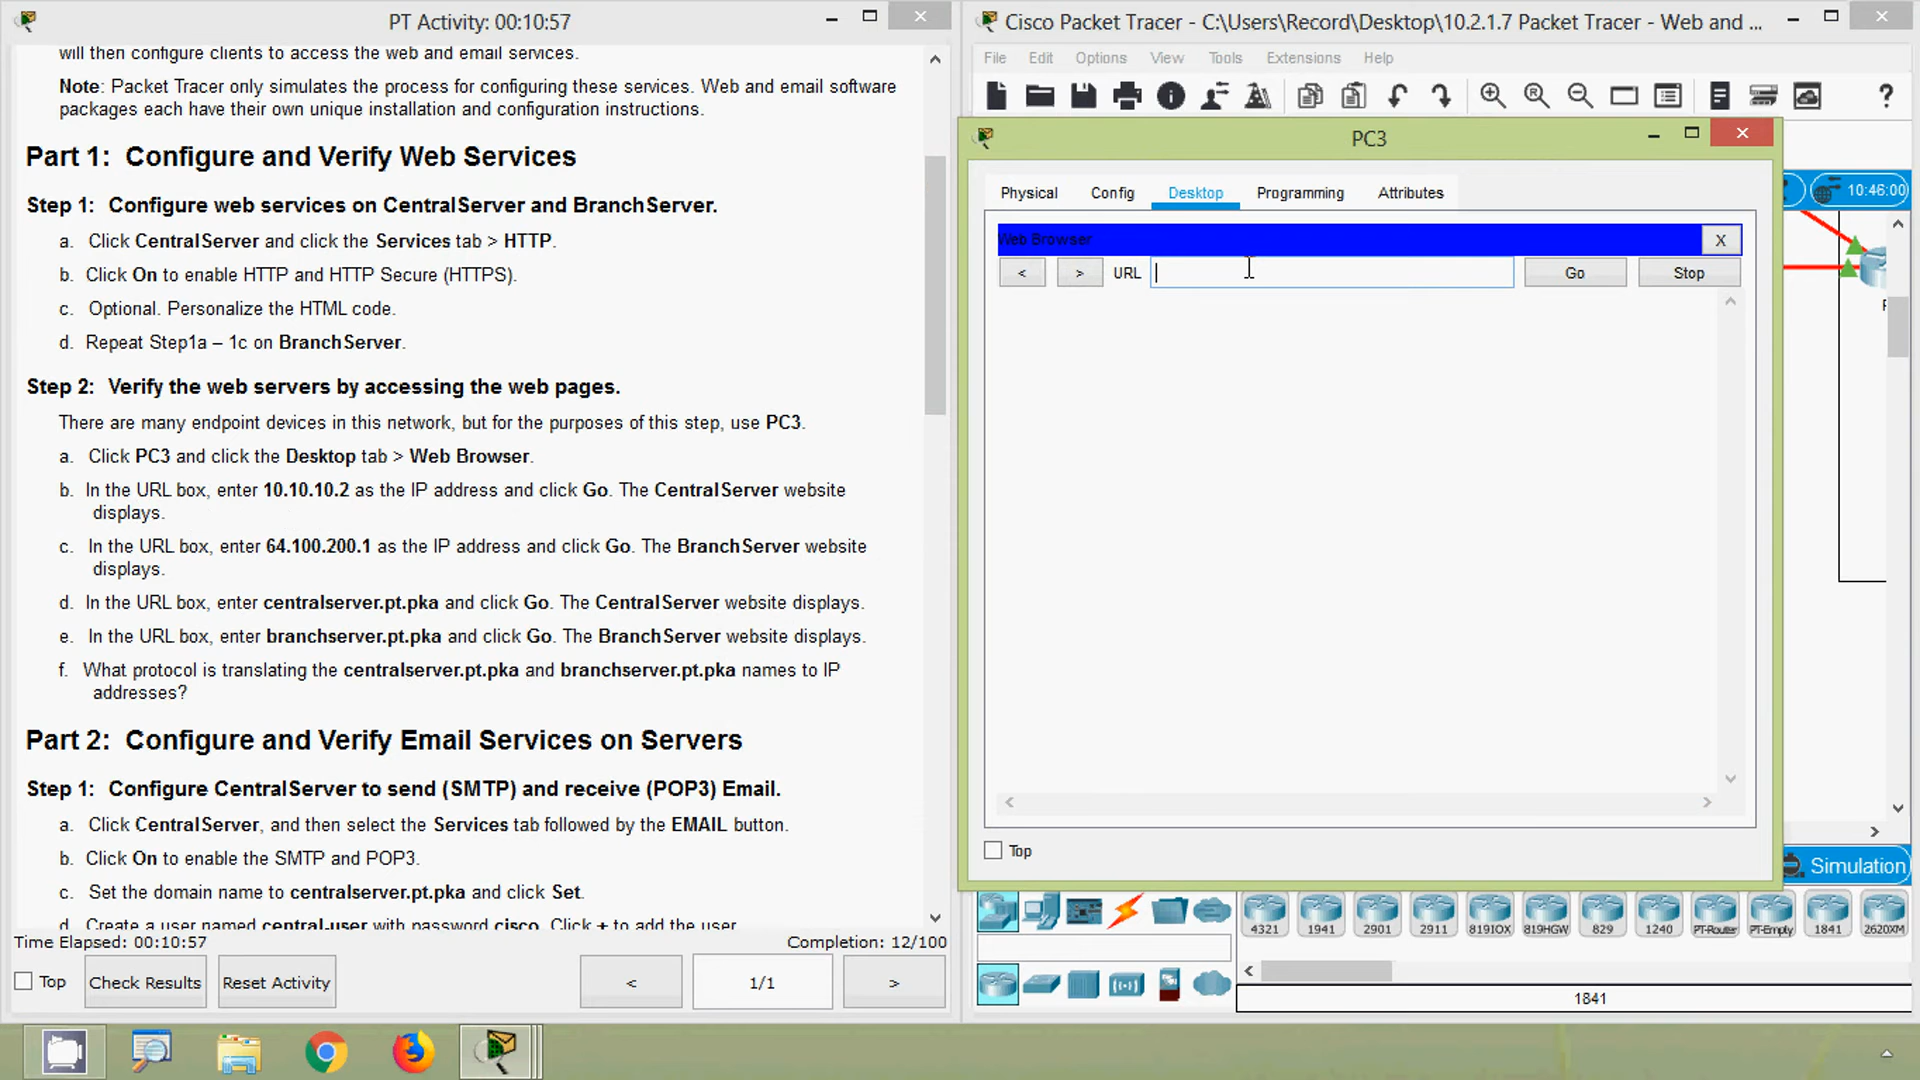 PT Activity: 00:10:57
will then configure clients to access the web and email services.
Note: Packet Tracer only simulates the process for configuring these services. Web and email software
packages each have their own unique installation and configuration instructions.
Part 1: Configure and Verify Web Services
Step 1: Configure web services on CentralServer and BranchServer.
a. Click CentralServer and click the Services tab > HTTP.
b. Click On to enable HTTP and HTTP Secure (HTTPS).
c. Optional. Personalize the HTML code.
d. Repeat Step1a – 1c on BranchServer.
Step 2: Verify the web servers by accessing the web pages.
There are many endpoint devices in this network, but for the purposes of this step, use PC3.
a. Click PC3 and click the Desktop tab > Web Browser.
b. In the URL box, enter 10.10.10.2 as the IP address and click Go. The CentralServer website
displays.
c. In the URL box, enter 64.100.200.1 as the IP address and click Go. The BranchServer website
displays.
d. In the URL box, enter centralserver.pt.pka and click Go. The CentralServer website displays.
e. In the URL box, enter branchserver.pt.pka and click Go. The BranchServer website displays.
f. What protocol is translating the centralserver.pt.pka and branchserver.pt.pka names to IP
addresses?
Part 2: Configure and Verify Email Services on Servers
Step 1: Configure CentralServer to send (SMTP) and receive (POP3) Email.
a. Click CentralServer, and then select the Services tab followed by the EMAIL button.
b. Click On to enable the SMTP and POP3.
c. Set the domain name to centralserver.pt.pka and click Set.
d. Create a user named central-user with password cisco. Click + to add the user.
Time Elapsed: 00:10:57
Completion: 12/100
Top
Check Results
Reset Activity
<
1/1
>
Cisco Packet Tracer - C:\Users\Record\Desktop\10.2.1.7 Packet Tracer - Web and ...
File Edit Options View Tools Extensions Help
10:46:00
PC3
Physical Config Desktop Programming Attributes
Web Browser
X
< > URL Go Stop
Top
Simulation
4321 1941 2901 2911 819IOX 819HGW 829 1240 PT-Router PT-Empty 1841 2620XM
1841